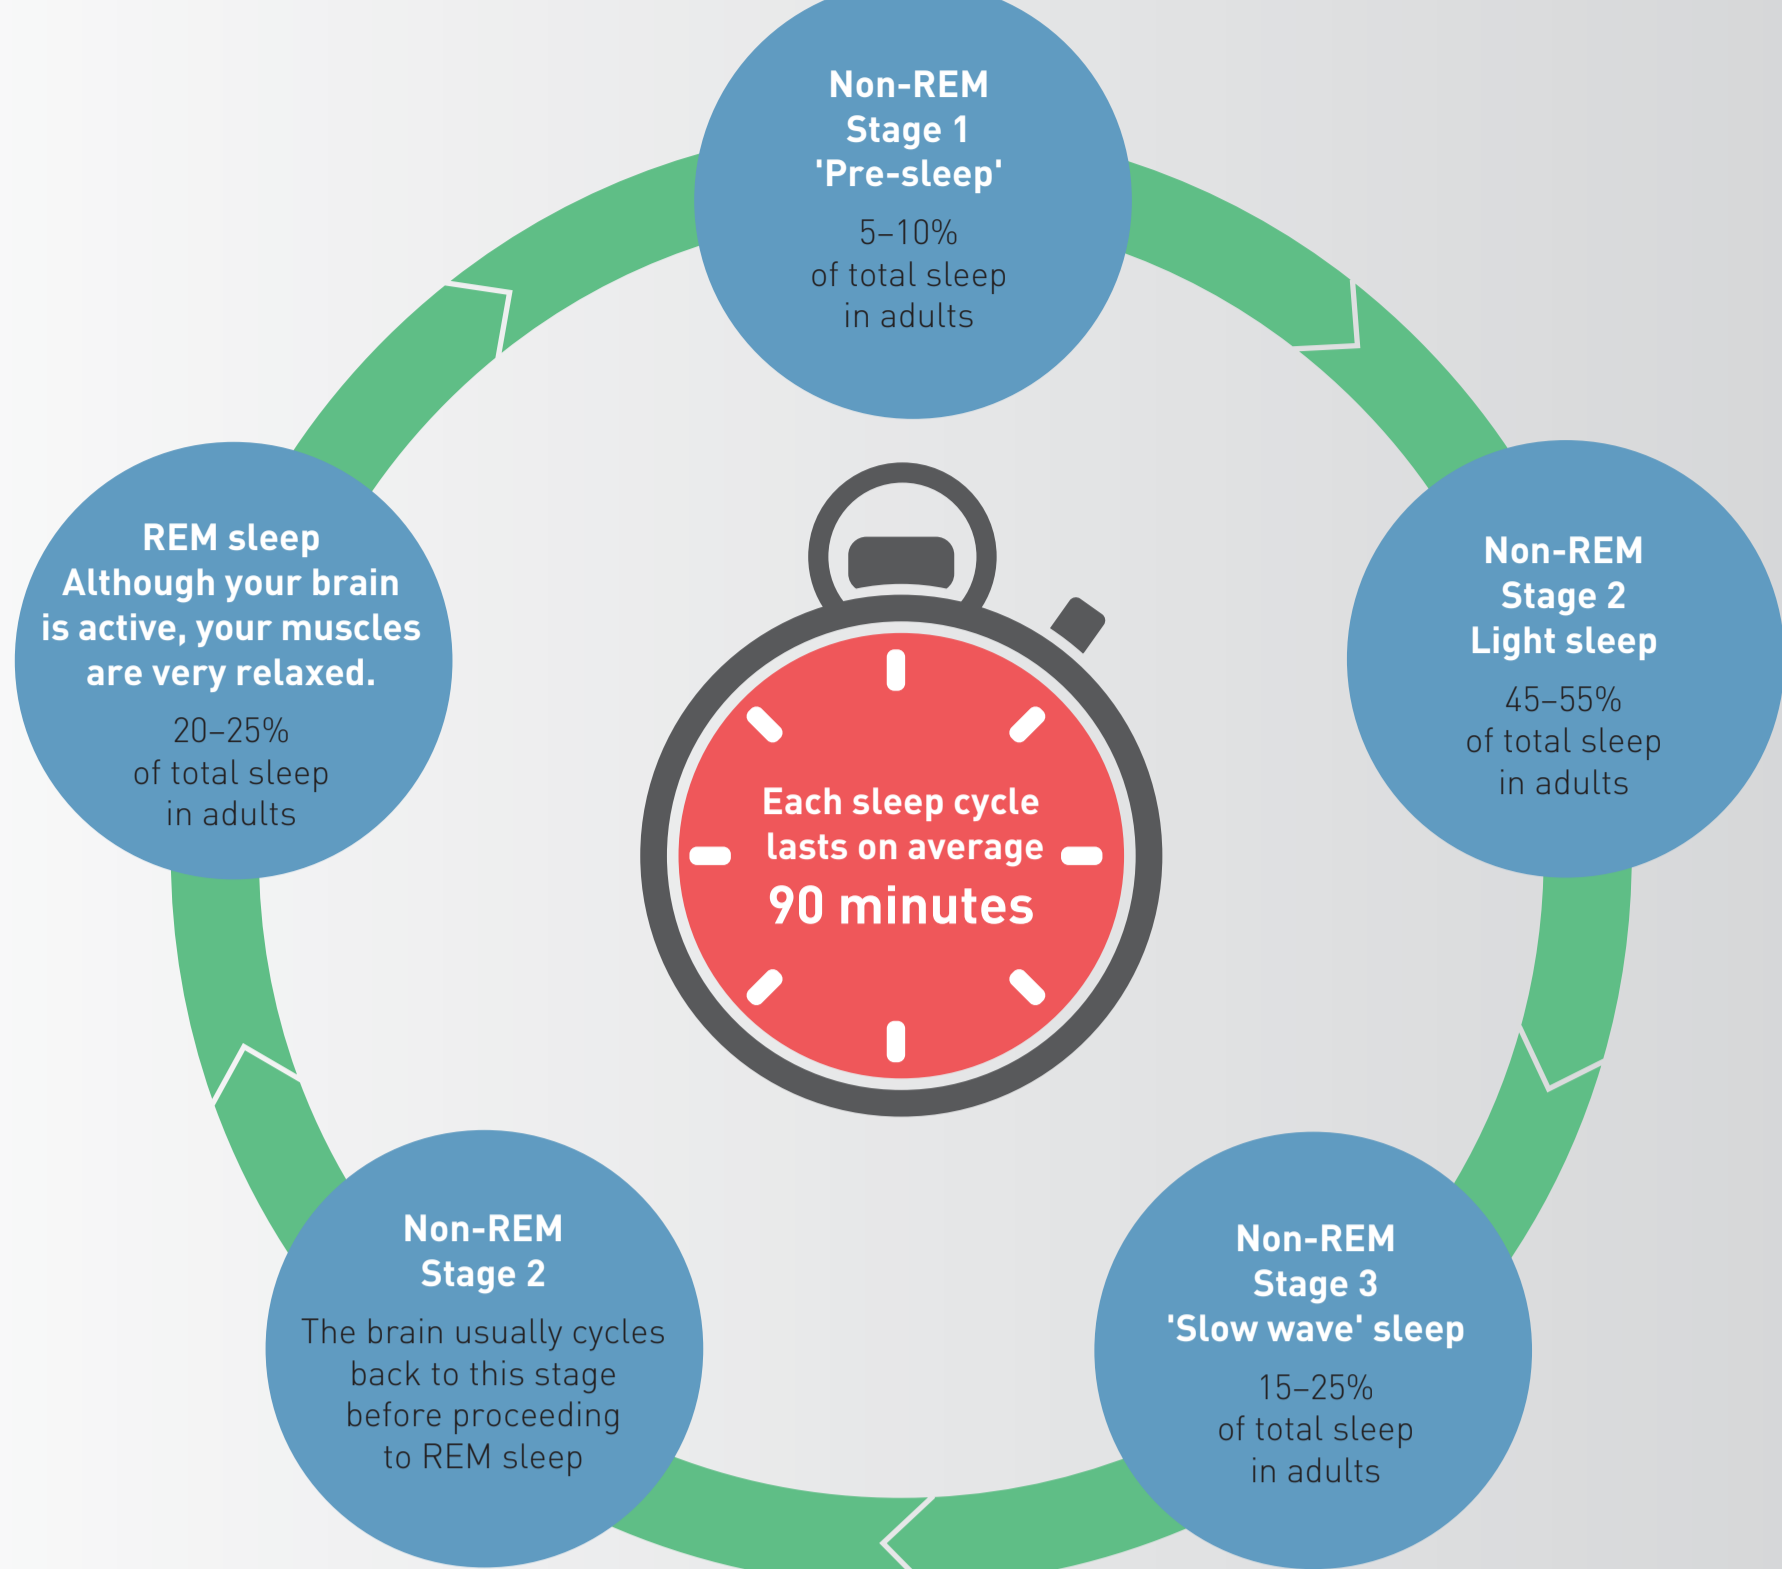 Non-REM
Stage 1
'Pre-sleep'
5–10%
of total sleep
in adults
Non-REM
Stage 2
Light sleep
45–55%
of total sleep
in adults
Non-REM
Stage 3
'Slow wave' sleep
15–25%
of total sleep
in adults
Non-REM
Stage 2
The brain usually cycles
back to this stage
before proceeding
to REM sleep
REM sleep
Although your brain
is active, your muscles
are very relaxed.
20–25%
of total sleep
in adults
Each sleep cycle
lasts on average
90 minutes